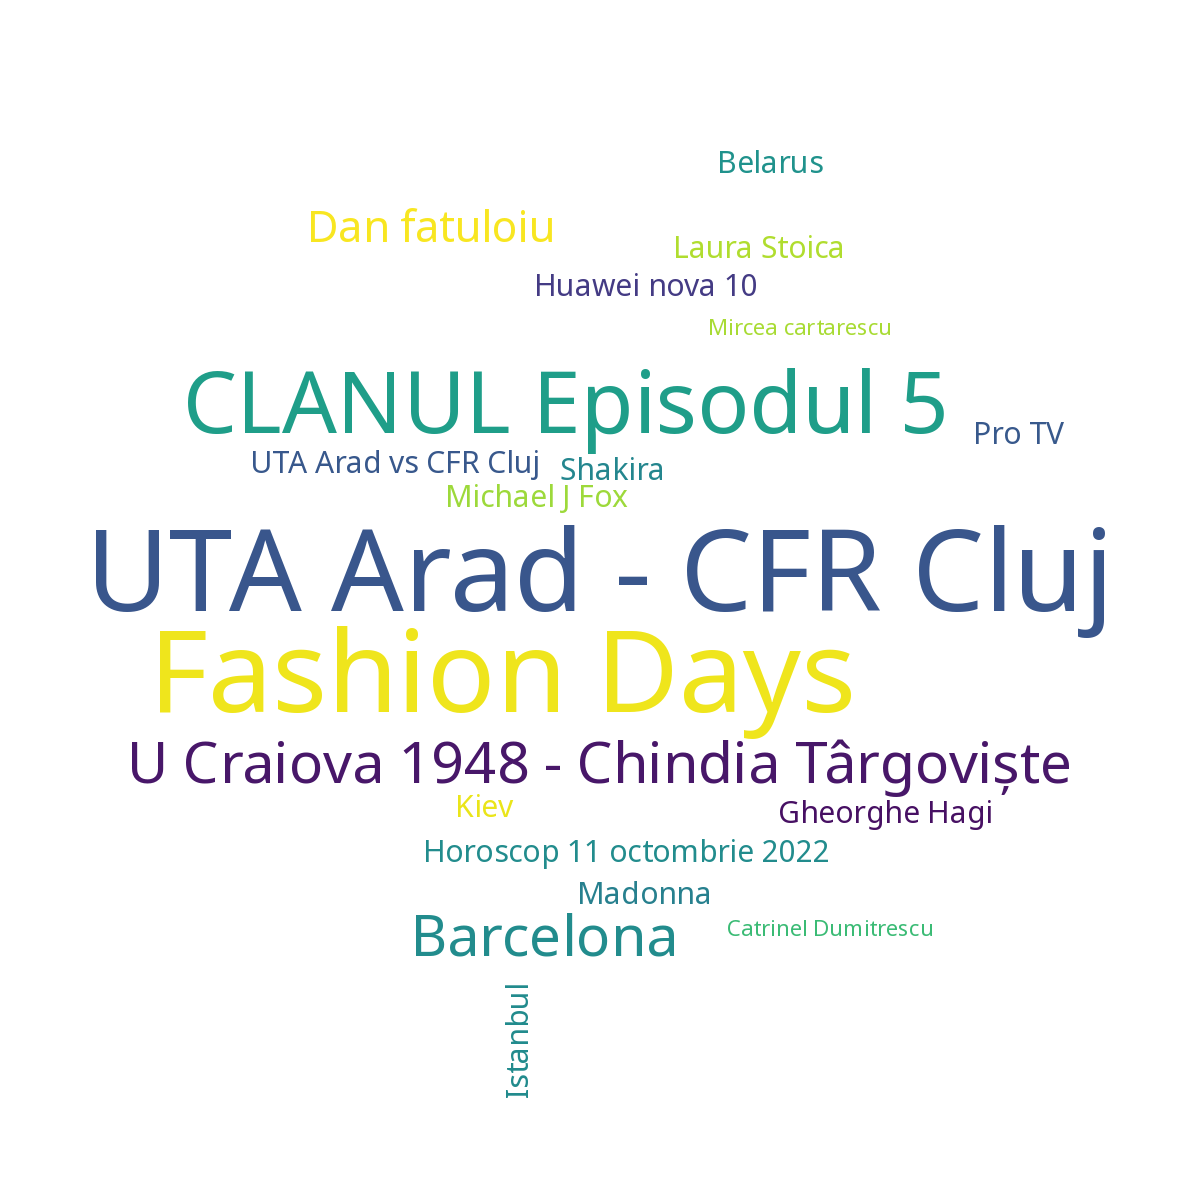 Belarus
Dan fatuloiu
Laura Stoica
Huawei nova 10
Mircea cartarescu
CLANUL Episodul 5
Pro TV
UTA Arad vs CFR Cluj
Shakira
Michael J Fox
UTA Arad - CFR Cluj
Fashion Days
U Craiova 1948 - Chindia Târgoviște
Kiev
Gheorghe Hagi
Horoscop 11 octombrie 2022
Madonna
Barcelona
Catrinel Dumitrescu
Istanbul